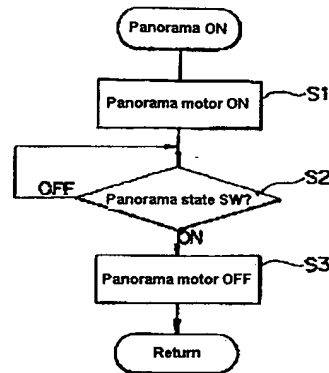 Panorama ON
Panorama motor ON
S1
Panorama state SW?
S2
OFF
ON
Panorama motor OFF
S3
Return